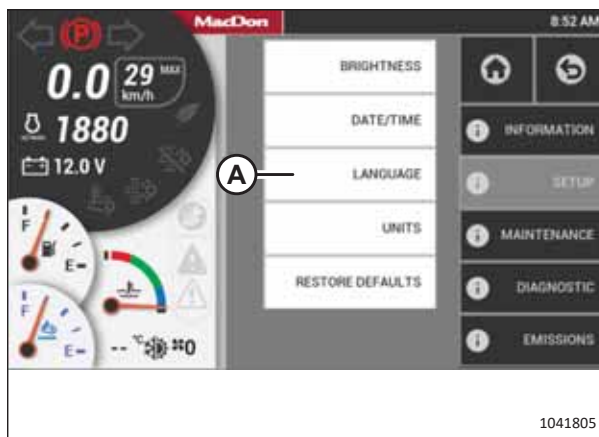 MacDon
8:52 AM
P
0.0
29 MAX
km/h
1880
12.0 V
F
E
F
E
-- °C
0
BRIGHTNESS
DATE/TIME
A
LANGUAGE
UNITS
RESTORE DEFAULTS
INFORMATION
SETUP
MAINTENANCE
DIAGNOSTIC
EMISSIONS
1041805